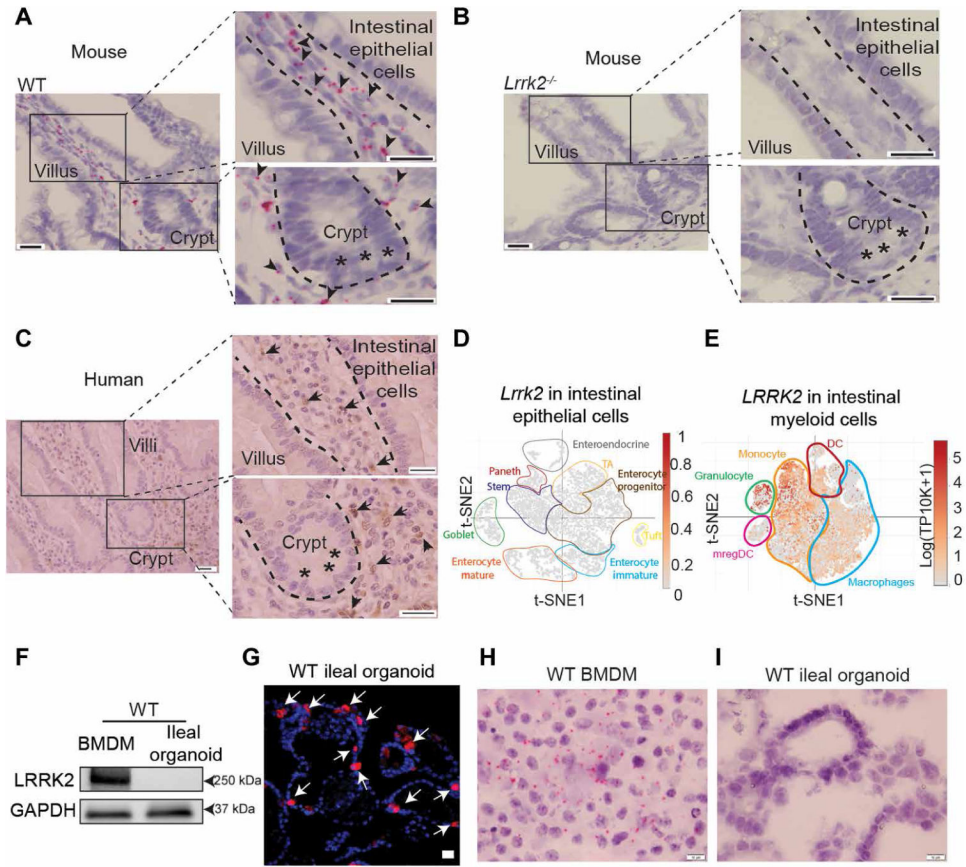 A
Mouse
WT
Villus
Crypt
Intestinal
epithelial
cells
Villus
Crypt
* * *
B
Mouse
Lrrk2-/-
Villus
Crypt
Intestinal
epithelial
cells
Villus
Crypt
* * *
C
Human
Villi
Crypt
Intestinal
epithelial
cells
Villus
Crypt
* * *
D
Lrrk2 in intestinal
epithelial cells
Enteroendocrine
Paneth
TA
Stem
Enterocyte
progenitor
Goblet
Tuft
Enterocyte
mature
Enterocyte
immature
t-SNE2
t-SNE1
1
0.8
0.6
0.4
0.2
0
E
LRRK2 in intestinal
myeloid cells
DC
Monocyte
Granulocyte
mregDC
Macrophages
t-SNE2
t-SNE1
5
4
3
2
1
0
Log(TP10K+1)
F
WT
BMDM
Ileal
organoid
LRRK2
250 kDa
GAPDH
37 kDa
G
WT ileal organoid
H
WT BMDM
I
WT ileal organoid